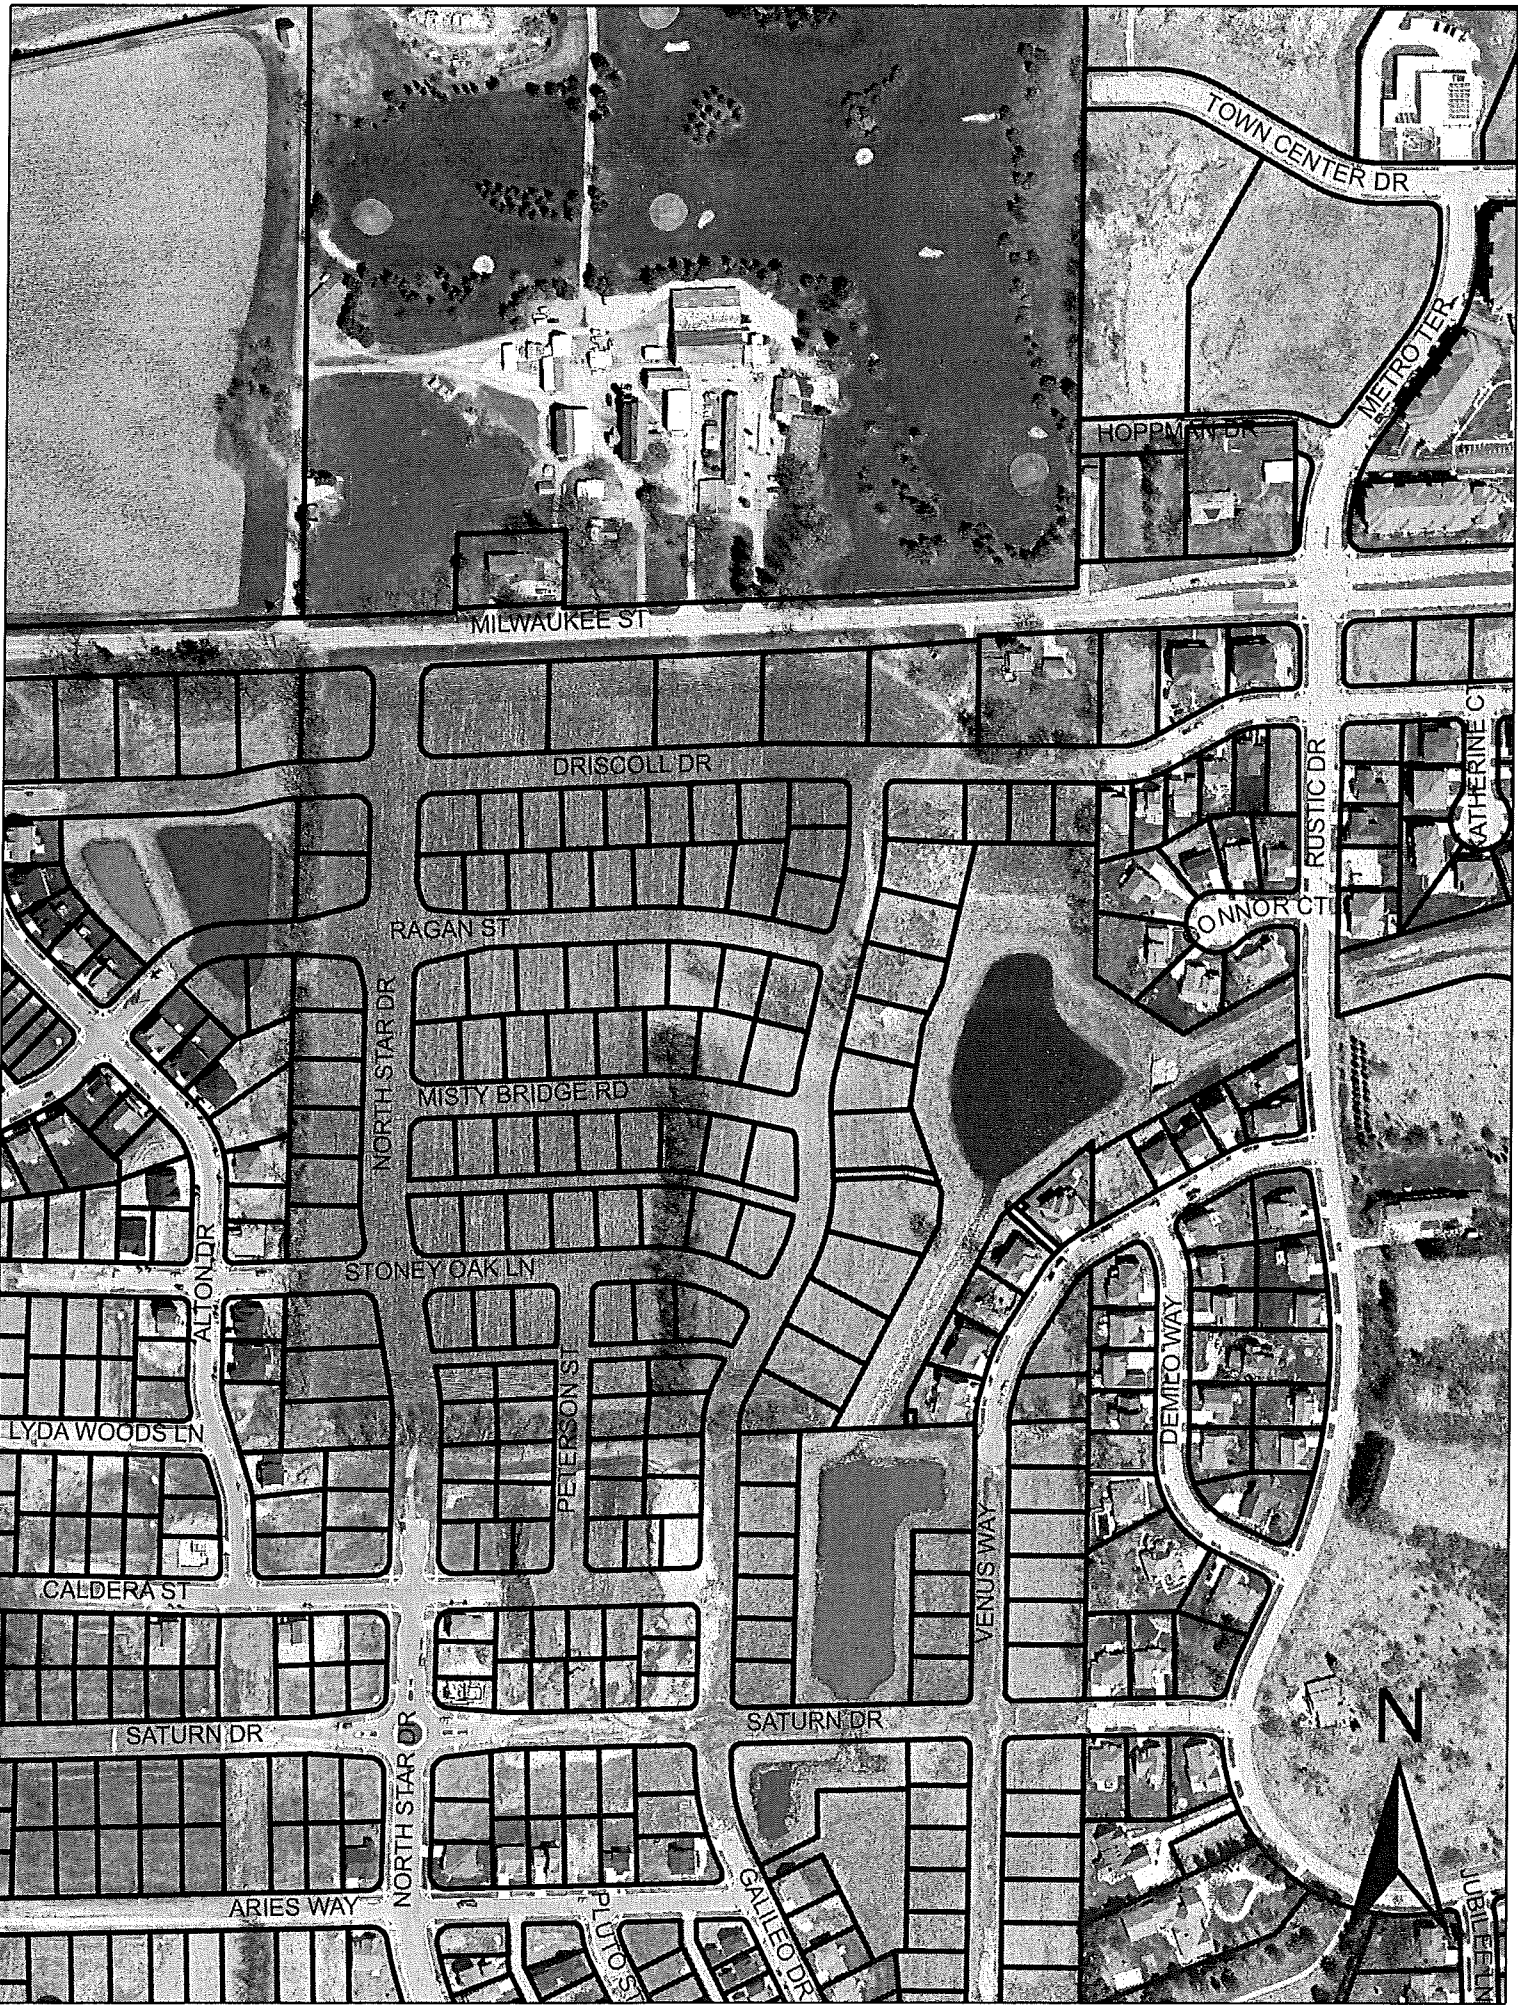 TOWN CENTER DR
METRO TER
HOPPMAN DR
MILWAUKEE ST
DRISCOLL DR
RUSTIC DR
KATHERINE CT
ONNOR CT
RAGAN ST
NORTH STAR DR
MISTY BRIDGE RD
STONEY OAK LN
ALTON DR
DEMILO WAY
PETERSON ST
LYDA WOODS LN
VENUS WAY
CALDERA ST
SATURN DR
SATURN DR
N
NORTH STAR DR
ARIES WAY
PLUTO ST
GALILEO DR
JUBILEE LN